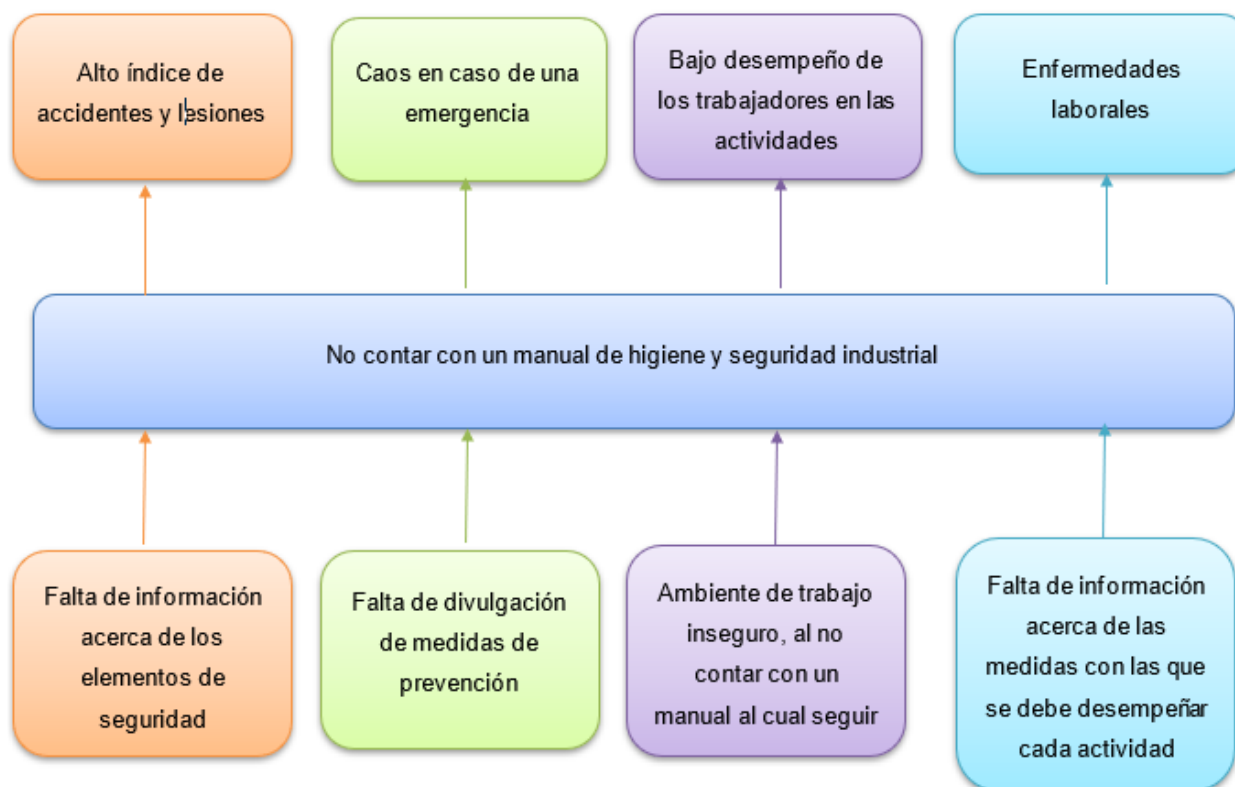 Alto índice de
accidentes y lesiones
Caos en caso de una
emergencia
Bajo desempeño de
los trabajadores en las
actividades
Enfermedades
laborales
No contar con un manual de higiene y seguridad industrial
Falta de información
acerca de los
elementos de
seguridad
Falta de divulgación
de medidas de
prevención
Ambiente de trabajo
inseguro, al no
contar con un
manual al cual seguir
Falta de información
acerca de las
medidas con las que
se debe desempeñar
cada actividad